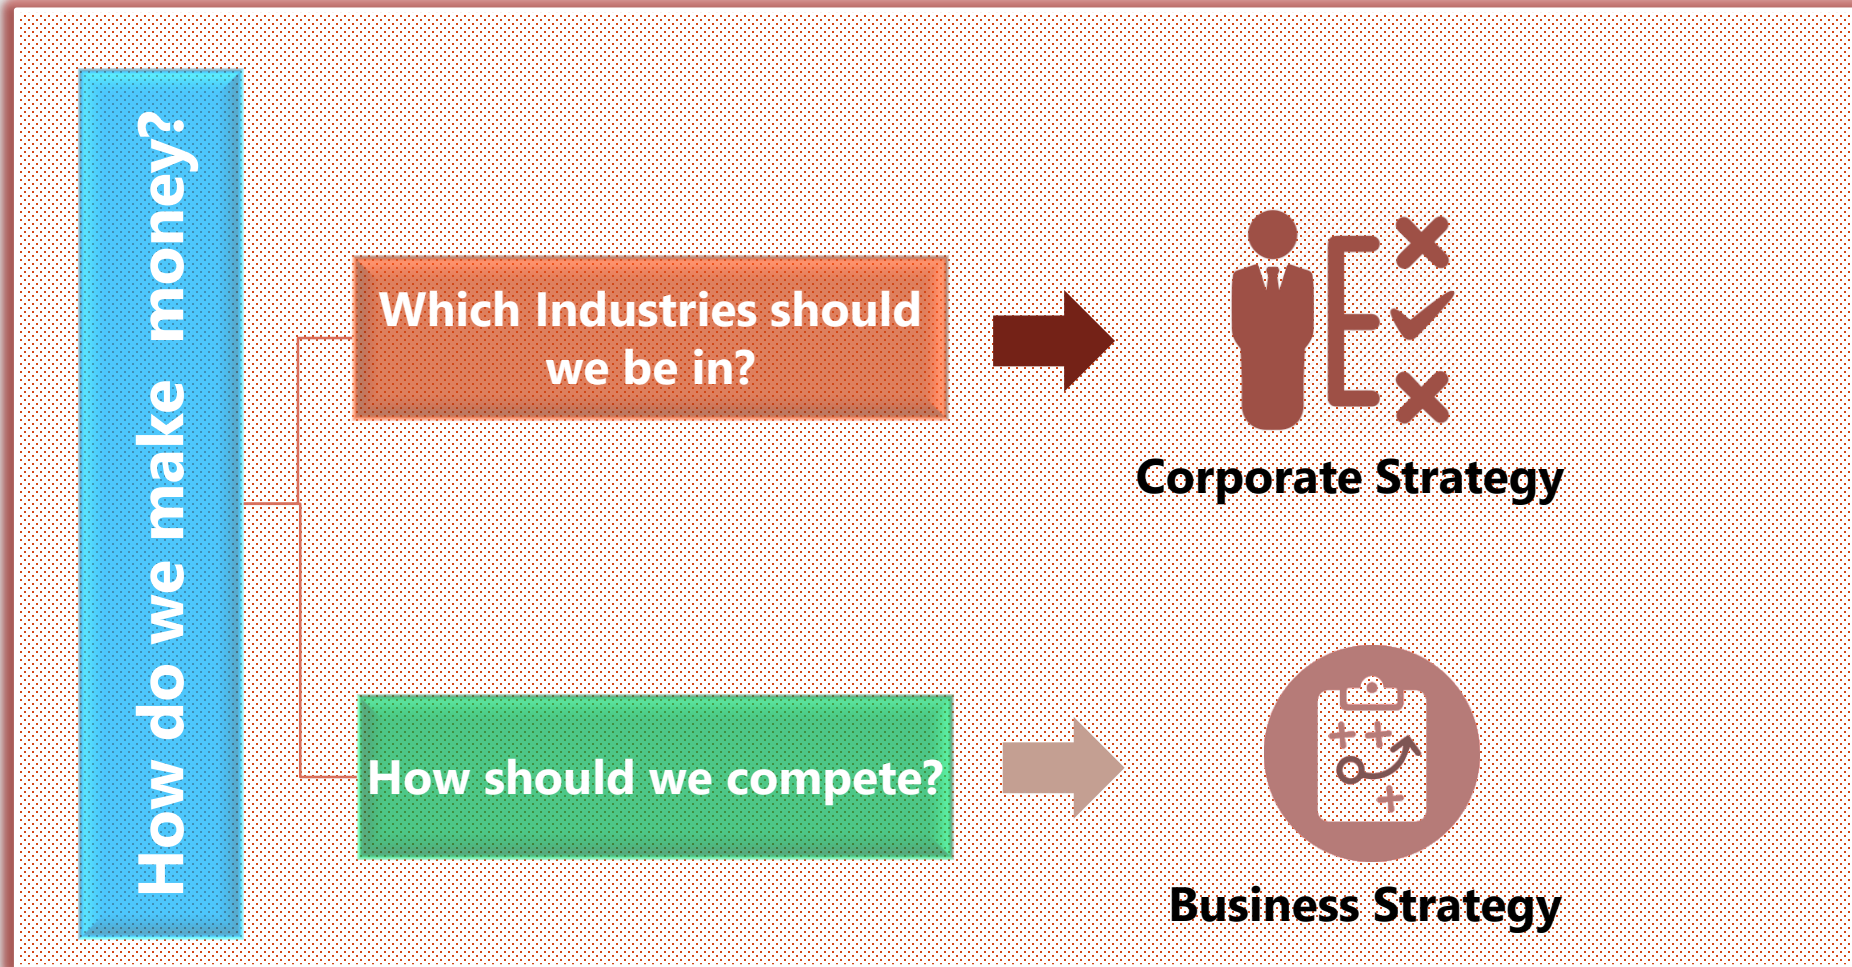 How do we make money?
Which Industries should
we be in?
Corporate Strategy
How should we compete?
Business Strategy